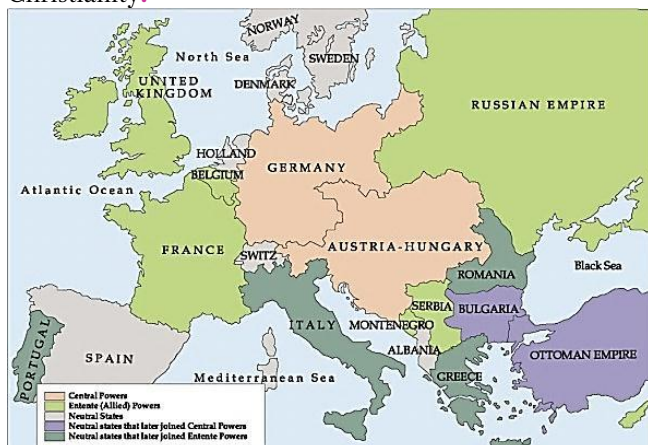 Christianity.
NORWAY
SWEDEN
North Sea
DENMARK
UNITED
KINGDOM
RUSSIAN EMPIRE
HOLLAND
BELGIUM
GERMANY
Atlantic Ocean
FRANCE
SWITZ
AUSTRIA-HUNGARY
ROMANIA
Black Sea
SERBIA
BULGARIA
ITALY
MONTENEGRO
ALBANIA
OTTOMAN EMPIRE
PORTUGAL
SPAIN
Mediterranean Sea
GREECE
Central Powers
Entente (Allied) Powers
Neutral States
Neutral states that later joined Central Powers
Neutral states that later joined Entente Powers